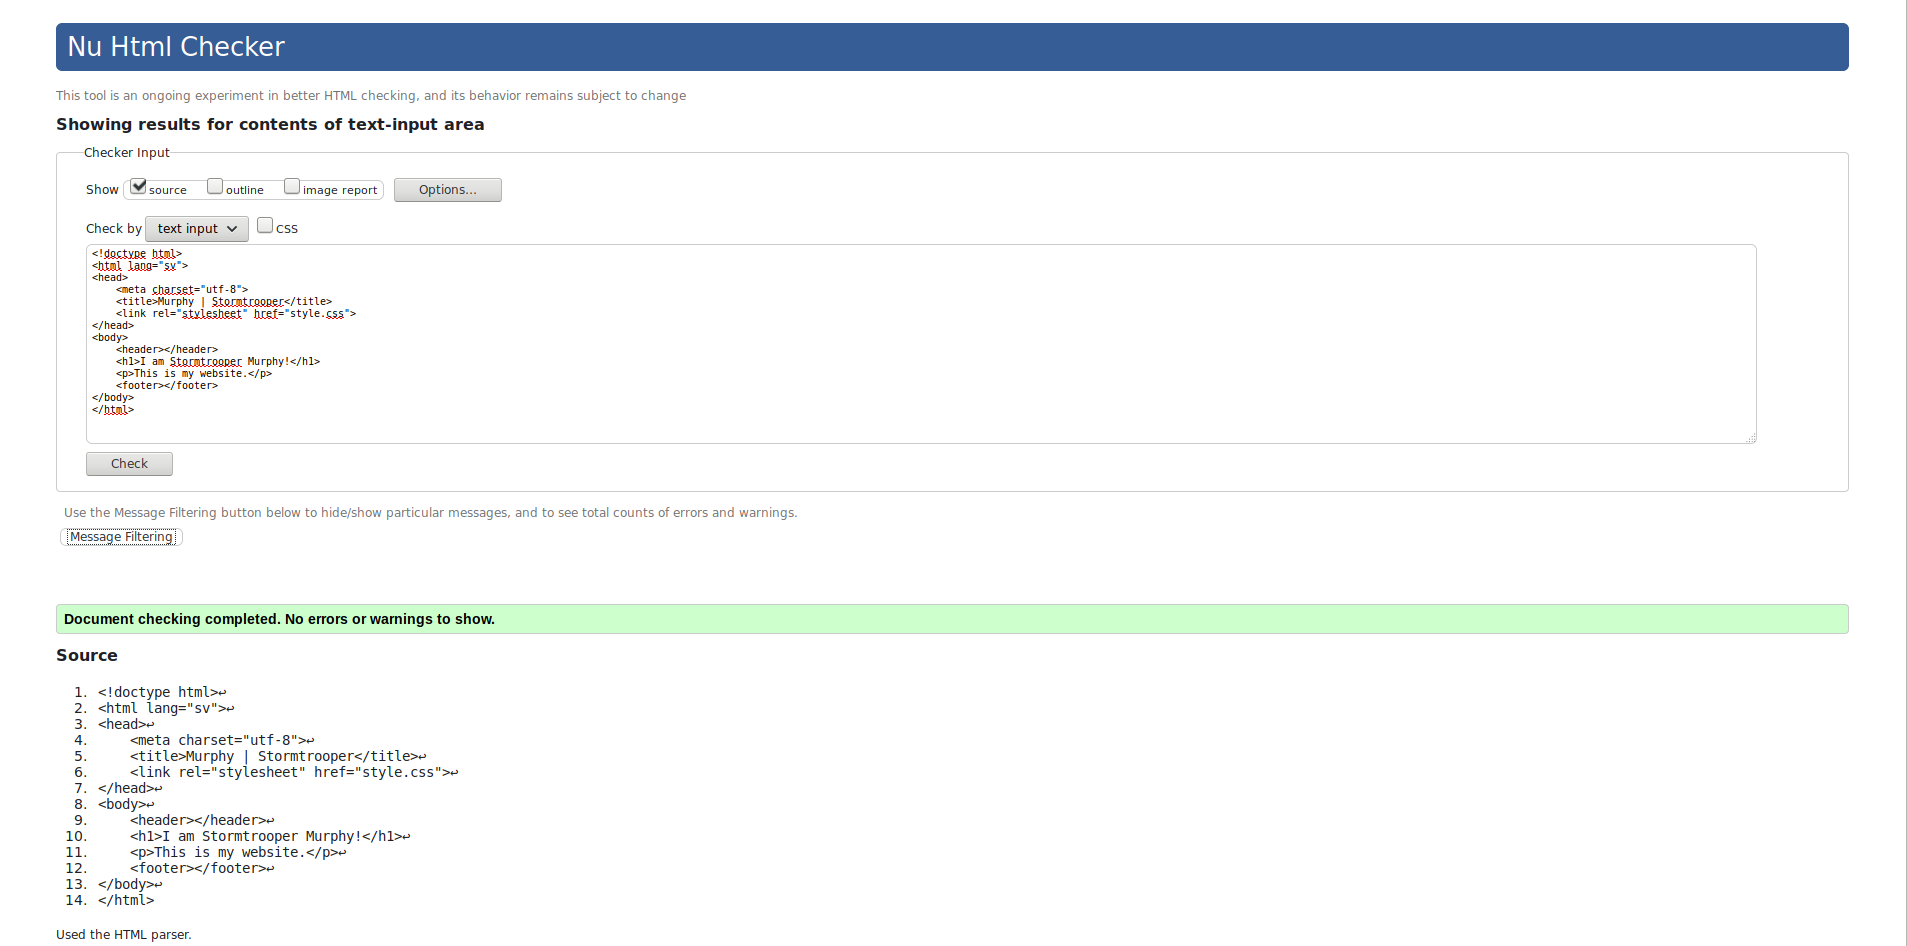 Nu Html Checker
This tool is an ongoing experiment in better HTML checking, and its behavior remains subject to change
Showing results for contents of text-input area
Checker Input
Show source outline image report Options...
Check by text input CSS
<!doctype html>
<html lang="sv">
<head>
    <meta charset="utf-8">
    <title>Murphy | Stormtrooper</title>
    <link rel="stylesheet" href="style.css">
</head>
<body>
    <header></header>
    <h1>I am Stormtrooper Murphy!</h1>
    <p>This is my website.</p>
    <footer></footer>
</body>
</html>
Check
Use the Message Filtering button below to hide/show particular messages, and to see total counts of errors and warnings.
Message Filtering
Document checking completed. No errors or warnings to show.
Source
1. <!doctype html>↩
2. <html lang="sv">↩
3. <head>↩
4.     <meta charset="utf-8">↩
5.     <title>Murphy | Stormtrooper</title>↩
6.     <link rel="stylesheet" href="style.css">↩
7. </head>↩
8. <body>↩
9.     <header></header>↩
10.     <h1>I am Stormtrooper Murphy!</h1>↩
11.     <p>This is my website.</p>↩
12.     <footer></footer>↩
13. </body>↩
14. </html>
Used the HTML parser.